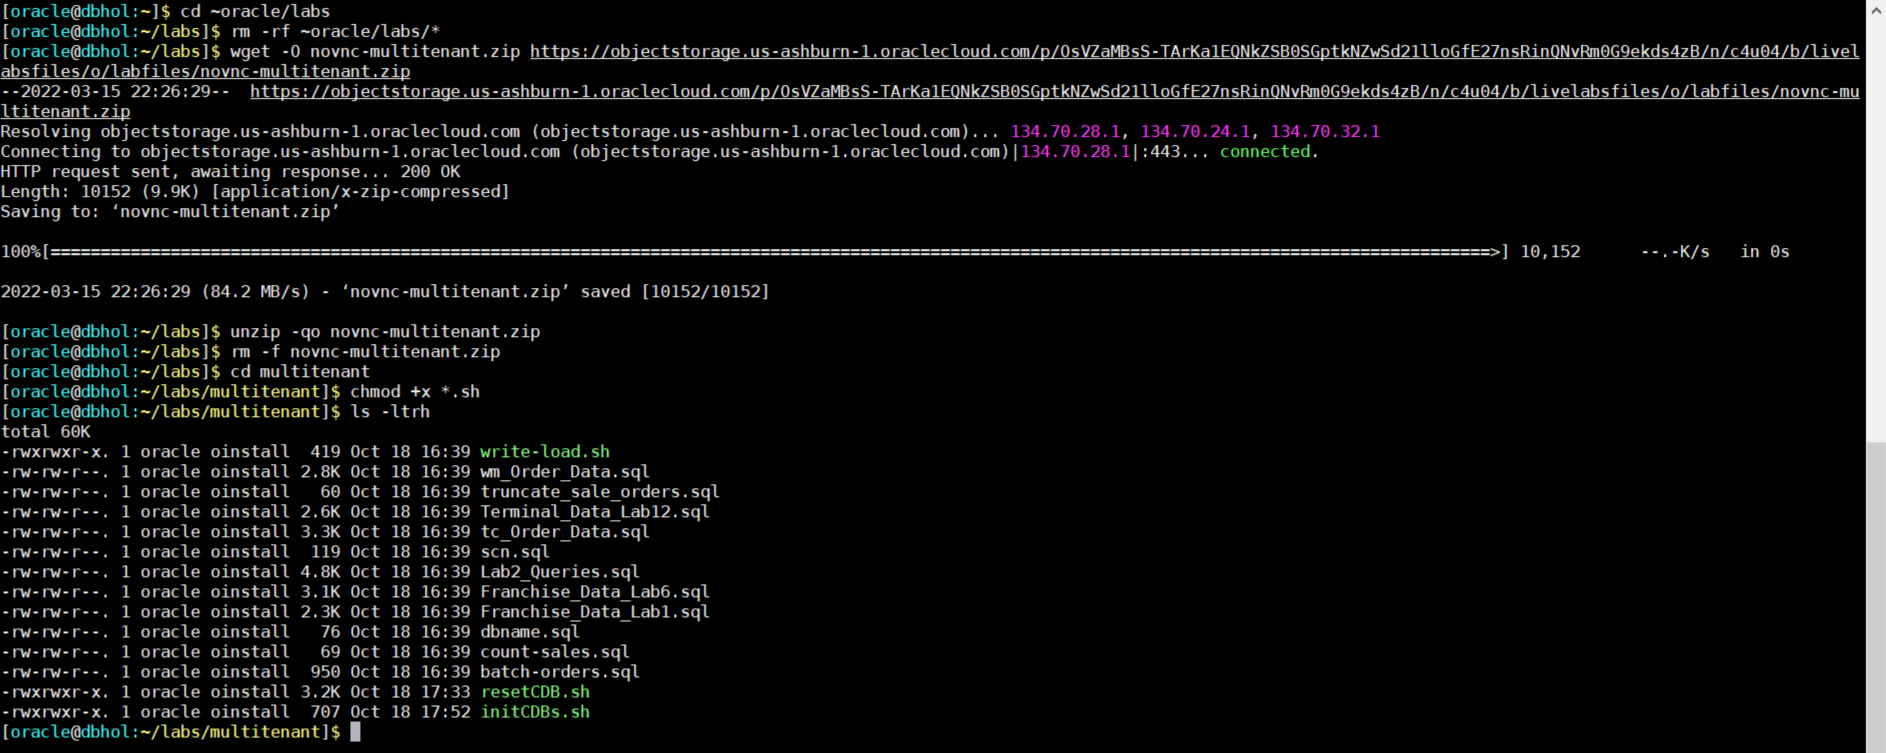 [oracle@dbhol:~]$ cd ~oracle/labs
[oracle@dbhol:~/labs]$ rm -rf ~oracle/labs/*
[oracle@dbhol:~/labs]$ wget -O novnc-multitenant.zip https://objectstorage.us-ashburn-1.oraclecloud.com/p/OsVZaMBsS-TArKa1EQNkZSB0SGptkNZwSd21lloGfE27nsRinQNvRm0G9ekds4zB/n/c4u04/b/livel
absfiles/o/labfiles/novnc-multitenant.zip
--2022-03-15 22:26:29--  https://objectstorage.us-ashburn-1.oraclecloud.com/p/OsVZaMBsS-TArKa1EQNkZSB0SGptkNZwSd21lloGfE27nsRinQNvRm0G9ekds4zB/n/c4u04/b/livelabsfiles/o/labfiles/novnc-mu
ltitenant.zip
Resolving objectstorage.us-ashburn-1.oraclecloud.com (objectstorage.us-ashburn-1.oraclecloud.com)... 134.70.28.1, 134.70.24.1, 134.70.32.1
Connecting to objectstorage.us-ashburn-1.oraclecloud.com (objectstorage.us-ashburn-1.oraclecloud.com)|134.70.28.1|:443... connected.
HTTP request sent, awaiting response... 200 OK
Length: 10152 (9.9K) [application/x-zip-compressed]
Saving to: ‘novnc-multitenant.zip’
100%[================================================================================================================================================>] 10,152      --.-K/s   in 0s
2022-03-15 22:26:29 (84.2 MB/s) - ‘novnc-multitenant.zip’ saved [10152/10152]
[oracle@dbhol:~/labs]$ unzip -qo novnc-multitenant.zip
[oracle@dbhol:~/labs]$ rm -f novnc-multitenant.zip
[oracle@dbhol:~/labs]$ cd multitenant
[oracle@dbhol:~/labs/multitenant]$ chmod +x *.sh
[oracle@dbhol:~/labs/multitenant]$ ls -ltrh
total 60K
-rwxrwxr-x. 1 oracle oinstall  419 Oct 18 16:39 write-load.sh
-rw-rw-r--. 1 oracle oinstall 2.8K Oct 18 16:39 wm_Order_Data.sql
-rw-rw-r--. 1 oracle oinstall   60 Oct 18 16:39 truncate_sale_orders.sql
-rw-rw-r--. 1 oracle oinstall 2.6K Oct 18 16:39 Terminal_Data_Lab12.sql
-rw-rw-r--. 1 oracle oinstall 3.3K Oct 18 16:39 tc_Order_Data.sql
-rw-rw-r--. 1 oracle oinstall  119 Oct 18 16:39 scn.sql
-rw-rw-r--. 1 oracle oinstall 4.8K Oct 18 16:39 Lab2_Queries.sql
-rw-rw-r--. 1 oracle oinstall 3.1K Oct 18 16:39 Franchise_Data_Lab6.sql
-rw-rw-r--. 1 oracle oinstall 2.3K Oct 18 16:39 Franchise_Data_Lab1.sql
-rw-rw-r--. 1 oracle oinstall   76 Oct 18 16:39 dbname.sql
-rw-rw-r--. 1 oracle oinstall   69 Oct 18 16:39 count-sales.sql
-rw-rw-r--. 1 oracle oinstall  950 Oct 18 16:39 batch-orders.sql
-rwxrwxr-x. 1 oracle oinstall 3.2K Oct 18 17:33 resetCDB.sh
-rwxrwxr-x. 1 oracle oinstall  707 Oct 18 17:52 initCDBs.sh
[oracle@dbhol:~/labs/multitenant]$